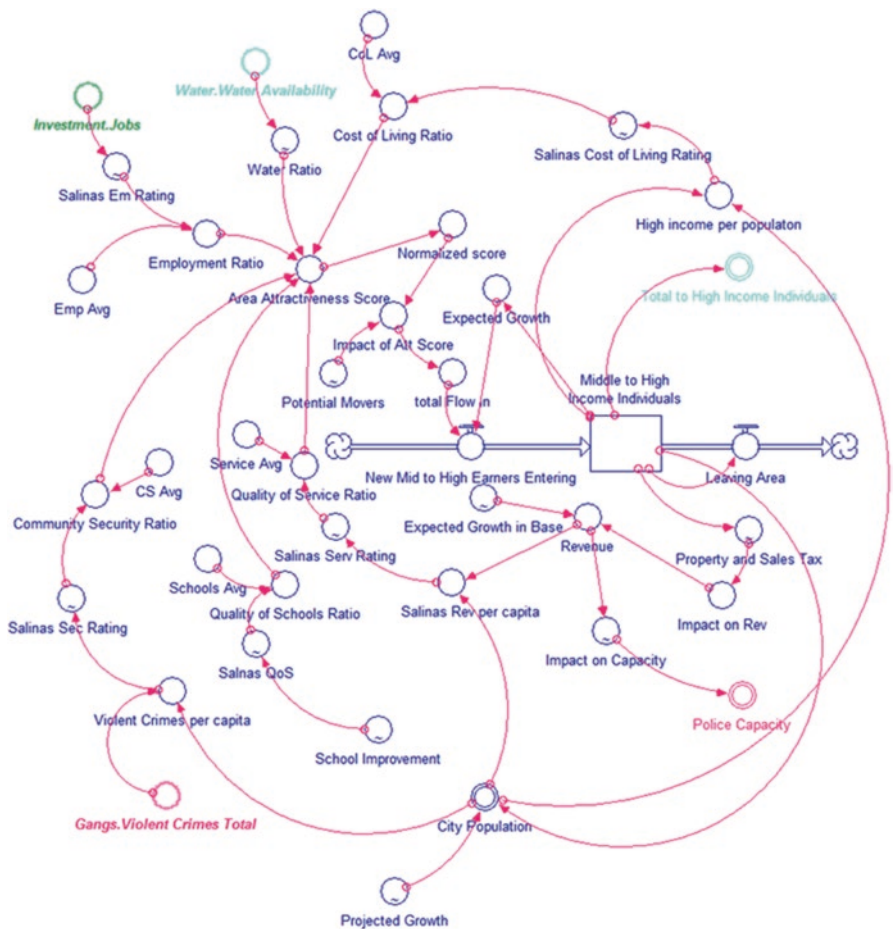 CoL Avg
Water.Water Availability
Investment.Jobs
Cost of Living Ratio
Salinas Cost of Living Rating
Water Ratio
Salinas Em Rating
High income per populaton
Normalized score
Employment Ratio
Area Attractiveness Score
Total to High Income Individuals
Emp Avg
Expected Growth
Impact of Alt Score
Middle to High
Income Individuals
Potential Movers
total Flow in
Service Avg
New Mid to High Earners Entering
Leaving Area
CS Avg
Quality of Service Ratio
Community Security Ratio
Expected Growth in Base
Revenue
Property and Sales Tax
Salinas Serv Rating
Schools Avg
Quality of Schools Ratio
Salinas Rev per capita
Impact on Rev
Salinas Sec Rating
Impact on Capacity
Salnas QoS
Violent Crimes per capita
Police Capacity
School Improvement
Gangs.Violent Crimes Total
City Population
Projected Growth